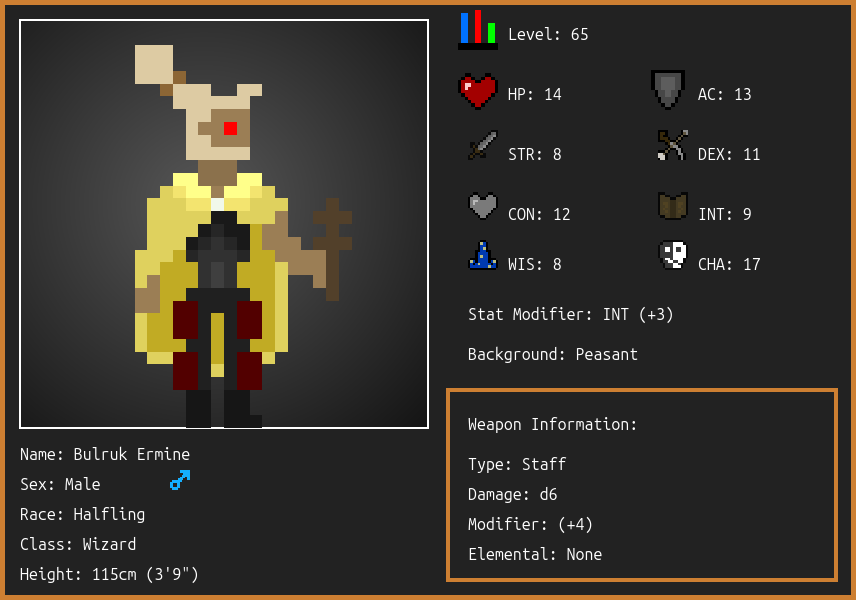 Level: 65
HP: 14
AC: 13
STR: 8
DEX: 11
CON: 12
INT: 9
WIS: 8
CHA: 17
Stat Modifier: INT (+3)
Background: Peasant
Weapon Information:
Type: Staff
Damage: d6
Modifier: (+4)
Elemental: None
Name: Bulruk Ermine
Sex: Male
Race: Halfling
Class: Wizard
Height: 115cm (3'9")